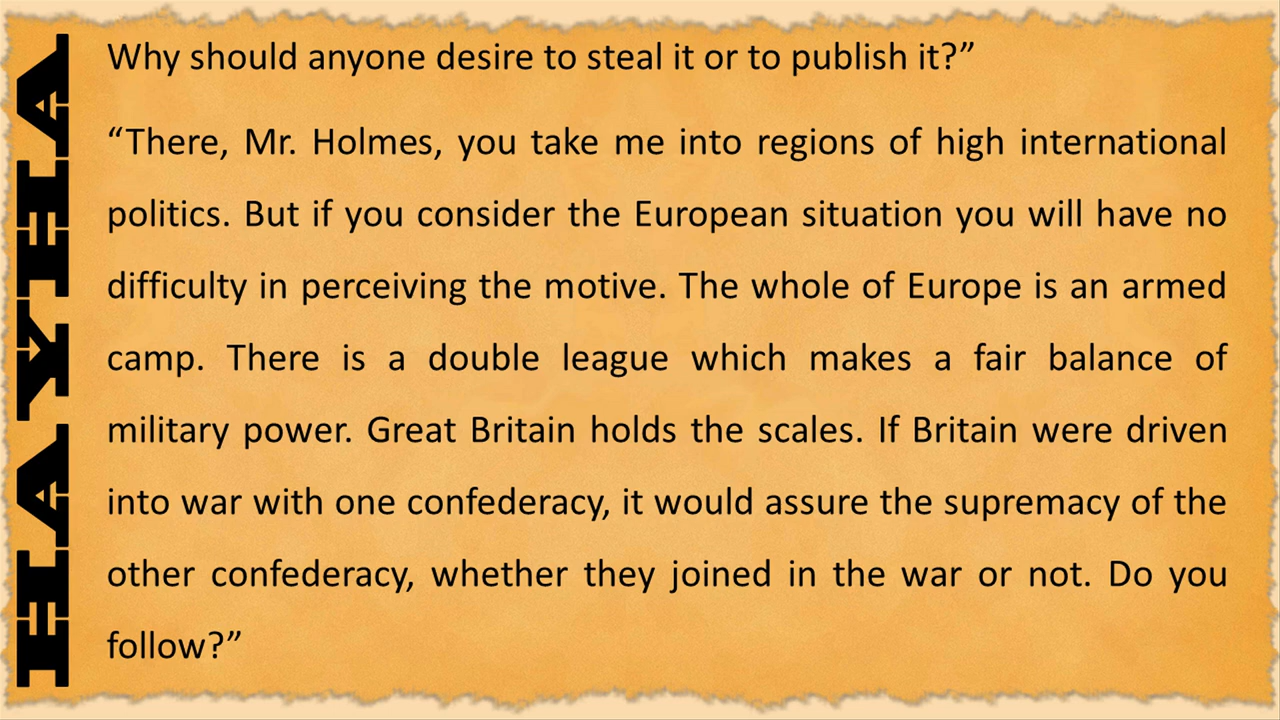 HAYHA
Why should anyone desire to steal it or to publish it?”
“There, Mr. Holmes, you take me into regions of high international
politics. But if you consider the European situation you will have no
difficulty in perceiving the motive. The whole of Europe is an armed
camp. There is a double league which makes a fair balance of
military power. Great Britain holds the scales. If Britain were driven
into war with one confederacy, it would assure the supremacy of the
other confederacy, whether they joined in the war or not. Do you
follow?”